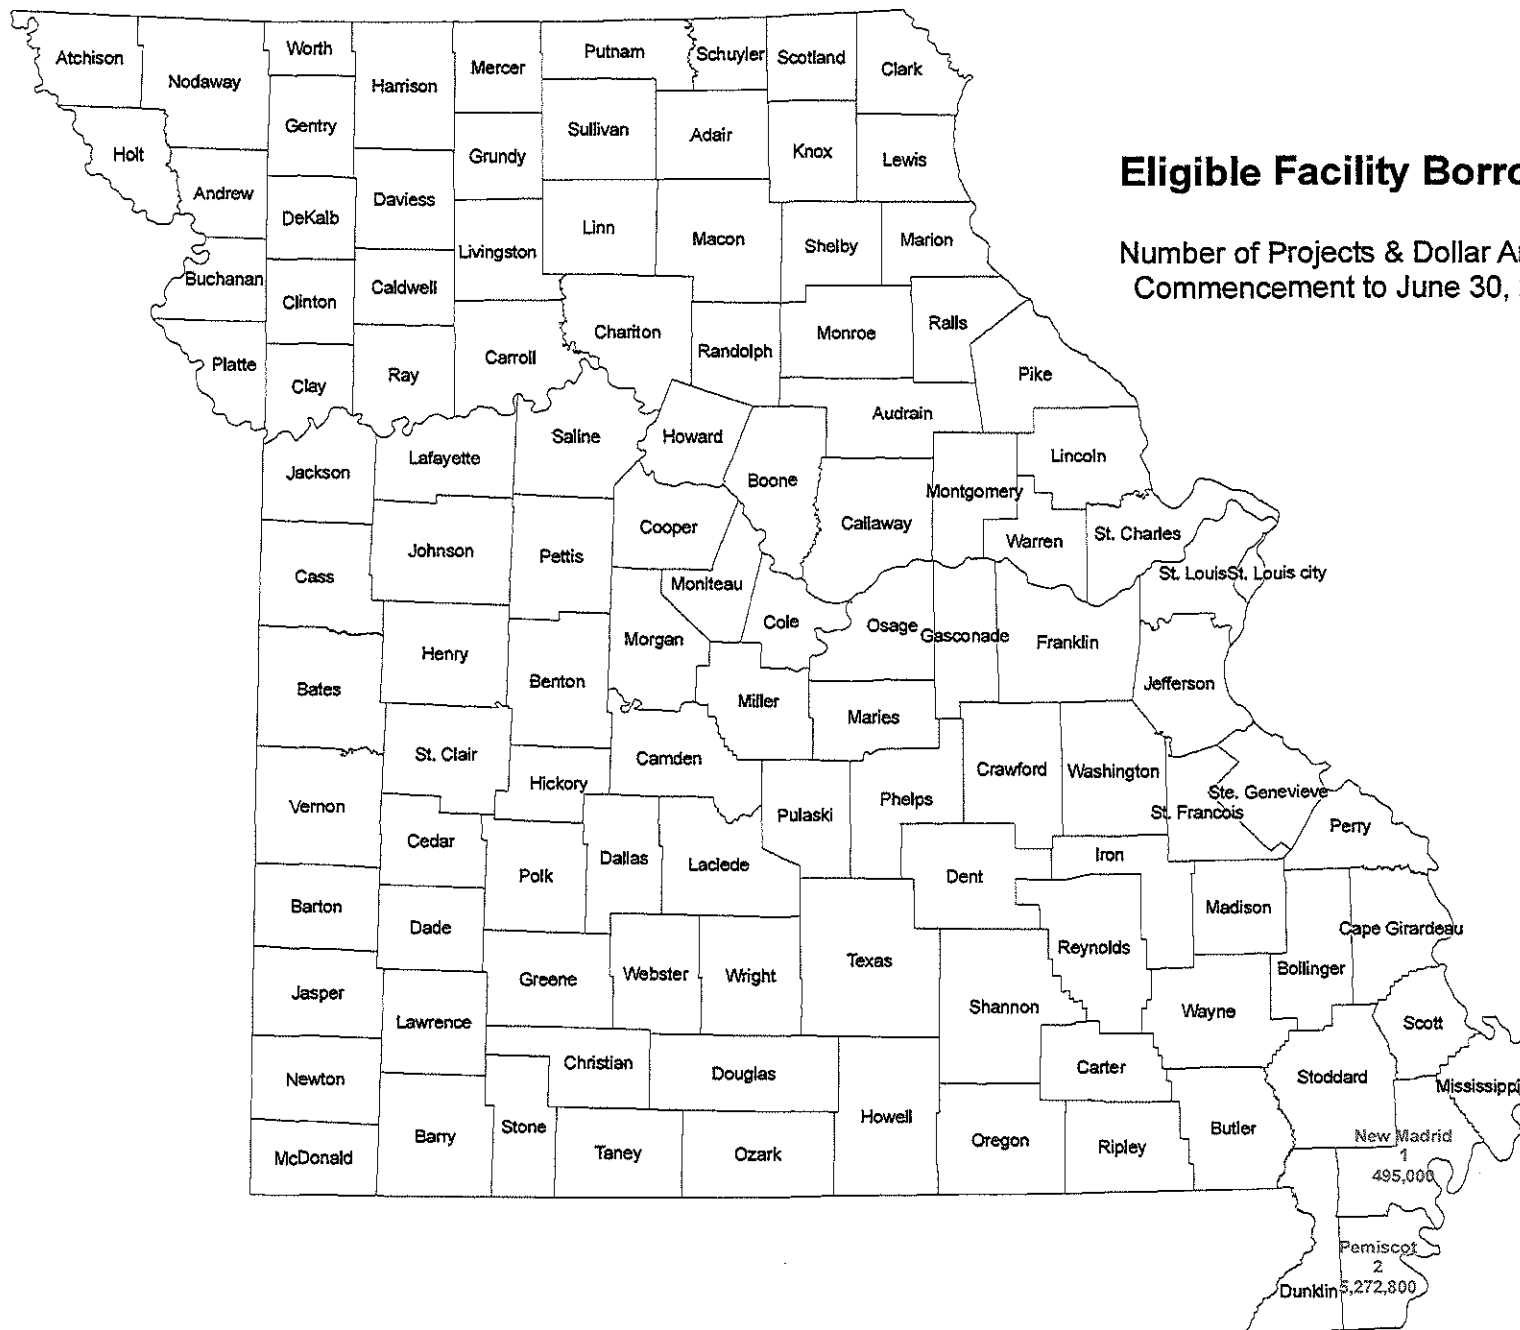 Eligible Facility Borro
Number of Projects & Dollar A
Commencement to June 30,
Atchison
Nodaway
Worth
Harrison
Mercer
Putnam
Schuyler
Scotland
Clark
Holt
Gentry
Grundy
Sullivan
Adair
Knox
Lewis
Andrew
DeKalb
Daviess
Livingston
Linn
Macon
Shelby
Marion
Buchanan
Clinton
Caldwell
Chariton
Randolph
Monroe
Ralls
Pike
Platte
Clay
Ray
Carroll
Audrain
Jackson
Lafayette
Saline
Howard
Boone
Callaway
Montgomery
Lincoln
Cass
Johnson
Pettis
Cooper
Moniteau
Warren
St. Charles
St. Louis
St. Louis city
Bates
Henry
Benton
Morgan
Cole
Osage
Gasconade
Franklin
Jefferson
Miller
Maries
St. Clair
Hickory
Camden
Pulaski
Phelps
Crawford
Washington
St. Francois
Ste. Genevieve
Perry
Vernon
Cedar
Polk
Dallas
Laclede
Dent
Iron
Madison
Cape Girardeau
Barton
Dade
Greene
Webster
Wright
Texas
Reynolds
Bollinger
Jasper
Lawrence
Christian
Douglas
Shannon
Wayne
Scott
Newton
Carter
Stoddard
Mississippi
McDonald
Barry
Stone
Taney
Ozark
Howell
Oregon
Ripley
Butler
New Madrid
1
495,000
Pemiscot
2
5,272,800
Dunklin